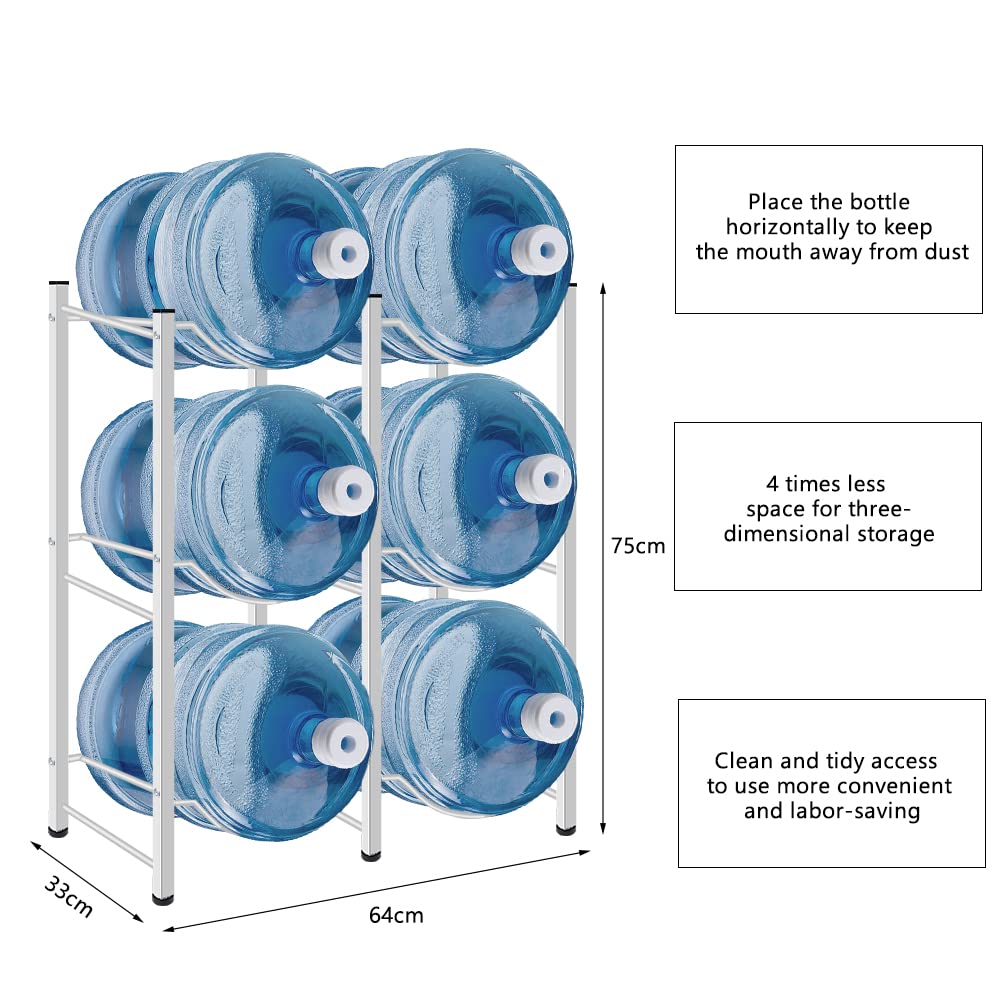 Place the bottle
horizontally to keep
the mouth away from dust
4 times less
space for three-
dimensional storage
75cm
Clean and tidy access
to use more convenient
and labor-saving
33cm
64cm